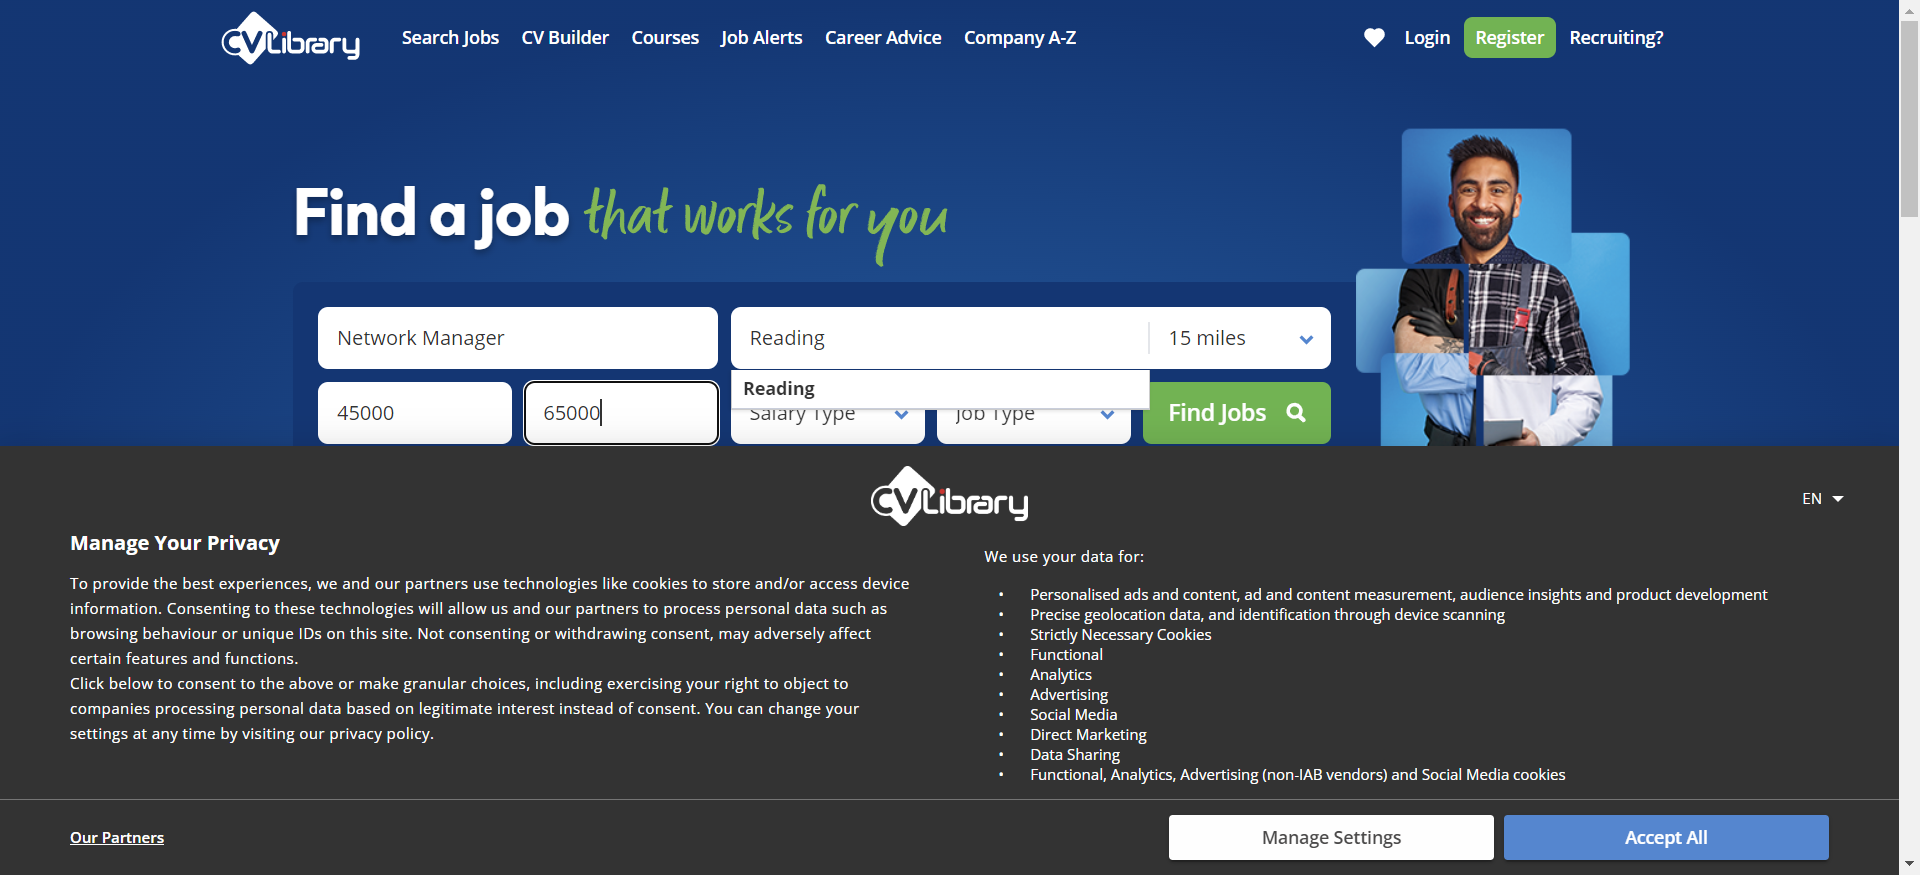 CVLibrary
Search Jobs
CV Builder
Courses
Job Alerts
Career Advice
Company A-Z
Login
Register
Recruiting?
Find a job that works for you
Network Manager
Reading
15 miles
Reading
45000
65000
Salary Type
Job Type
Find Jobs
CVLibrary
EN
Manage Your Privacy
To provide the best experiences, we and our partners use technologies like cookies to store and/or access device
information. Consenting to these technologies will allow us and our partners to process personal data such as
browsing behaviour or unique IDs on this site. Not consenting or withdrawing consent, may adversely affect
certain features and functions.
Click below to consent to the above or make granular choices, including exercising your right to object to
companies processing personal data based on legitimate interest instead of consent. You can change your
settings at any time by visiting our privacy policy.
We use your data for:
• Personalised ads and content, ad and content measurement, audience insights and product development
• Precise geolocation data, and identification through device scanning
• Strictly Necessary Cookies
• Functional
• Analytics
• Advertising
• Social Media
• Direct Marketing
• Data Sharing
• Functional, Analytics, Advertising (non-IAB vendors) and Social Media cookies
Our Partners
Manage Settings
Accept All